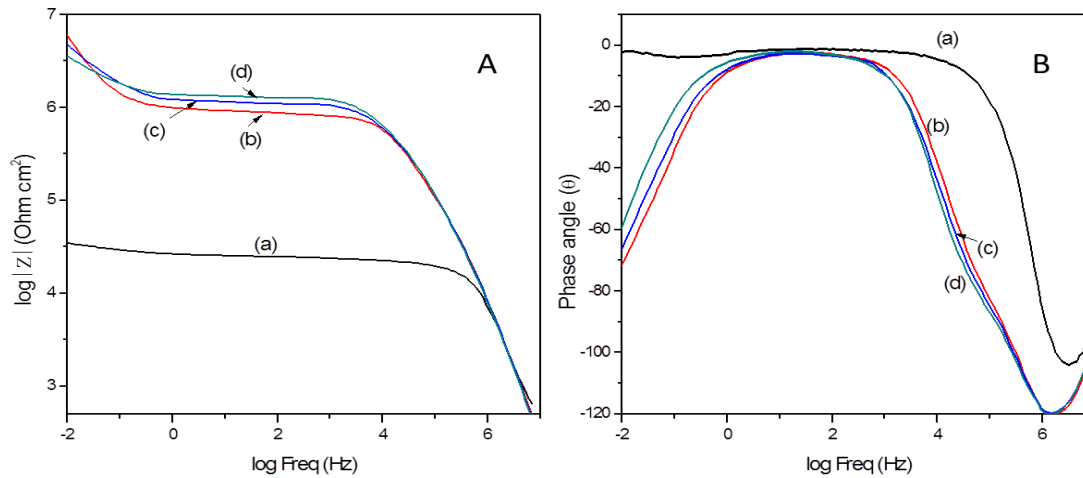 A
7
6
5
4
3
-2
0
2
4
6
log |Z| (Ohm cm²)
log Freq (Hz)
(d)
(c)
(b)
(a)
B
0
-20
-40
-60
-80
-100
-120
-2
0
2
4
6
Phase angle (θ)
log Freq (Hz)
(a)
(b)
(c)
(d)